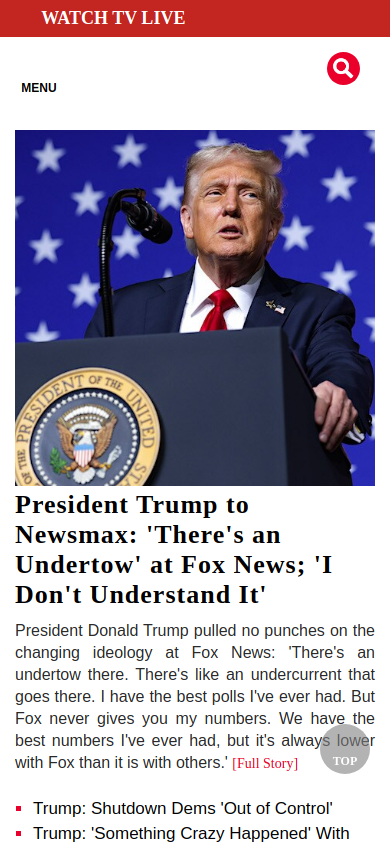 WATCH TV LIVE
MENU
PRESIDENT OF THE UNITED
OF THE
President Trump to
Newsmax: 'There's an
Undertow' at Fox News; 'I
Don't Understand It'
President Donald Trump pulled no punches on the
changing ideology at Fox News: 'There's an
undertow there. There's like an undercurrent that
goes there. I have the best polls I've ever had. But
Fox never gives you my numbers. We have the
best numbers I've ever had, but it's always lower
with Fox than it is with others.' [Full Story]
TOP
Trump: Shutdown Dems 'Out of Control'
Trump: 'Something Crazy Happened' With